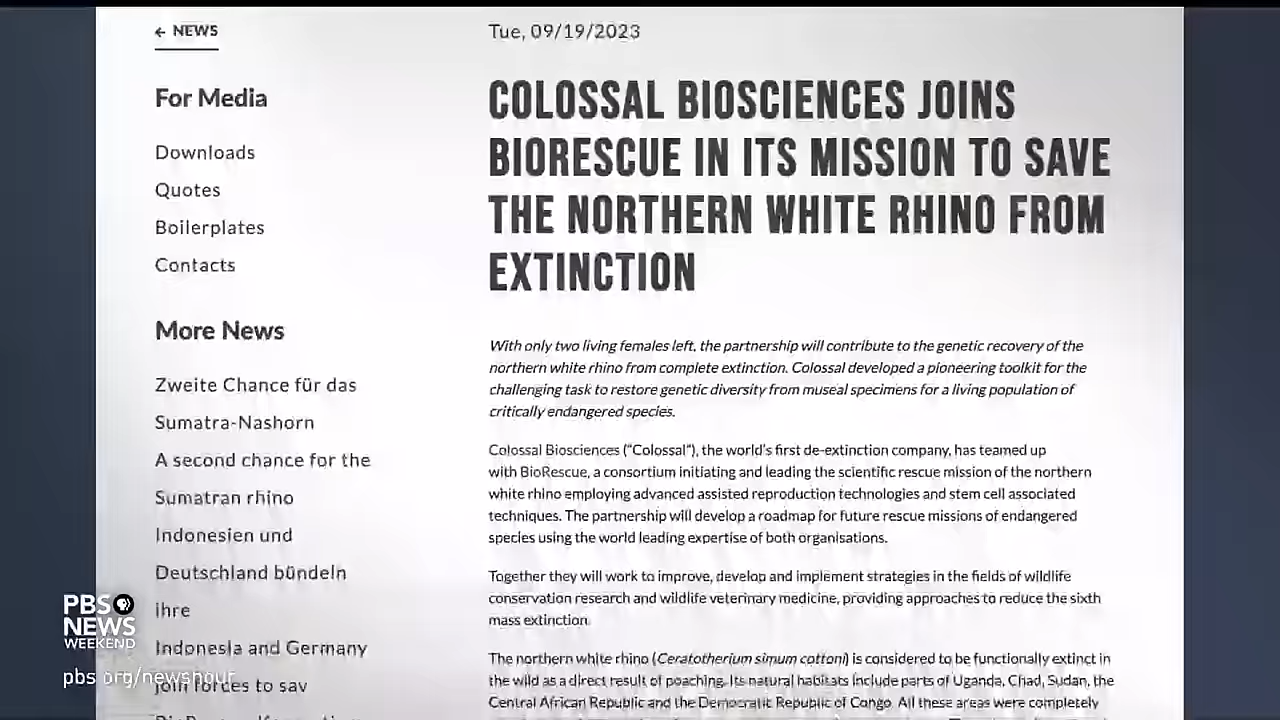 ← NEWS
For Media
Downloads
Quotes
Boilerplates
Contacts
More News
Zweite Chance für das
Sumatra-Nashorn
A second chance for the
Sumatran rhino
Indonesien und
Deutschland bündeln
ihre
Indonesia and Germany
join forces to sav
Tue, 09/19/2023
COLOSSAL BIOSCIENCES JOINS
BIORESCUE IN ITS MISSION TO SAVE
THE NORTHERN WHITE RHINO FROM
EXTINCTION
With only two living females left, the partnership will contribute to the genetic recovery of the
northern white rhino from complete extinction. Colossal developed a pioneering toolkit for the
challenging task to restore genetic diversity from museal specimens for a living population of
critically endangered species.
Colossal Biosciences ("Colossal"), the world's first de-extinction company, has teamed up
with BioRescue, a consortium initiating and leading the scientific rescue mission of the northern
white rhino employing advanced assisted reproduction technologies and stem cell associated
techniques. The partnership will develop a roadmap for future rescue missions of endangered
species using the world leading expertise of both organisations.
Together they will work to improve, develop and implement strategies in the fields of wildlife
conservation research and wildlife veterinary medicine, providing approaches to reduce the sixth
mass extinction.
The northern white rhino (Ceratotherium simum cottoni) is considered to be functionally extinct in
the wild as a direct result of poaching. Its natural habitats include parts of Uganda, Chad, Sudan, the
Central African Republic and the Democratic Republic of Congo. All these areas were completely
PBS
NEWS
WEEKEND
pbs.org/newshour